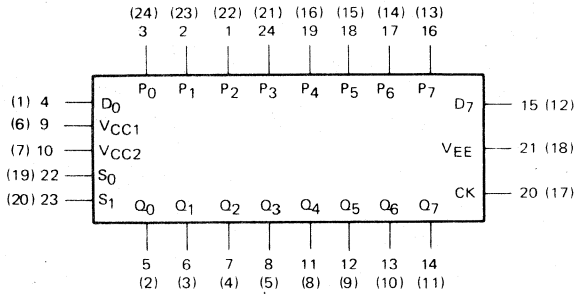 (24) (23) (22) (21) (16) (15) (14) (13)
3 2 1 24 19 18 17 16
P0 P1 P2 P3 P4 P5 P6 P7
(1) 4 D0 D7 15 (12)
(6) 9 VCC1
(7) 10 VCC2 VEE 21 (18)
(19) 22 S0
CK 20 (17)
(20) 23 S1
Q0 Q1 Q2 Q3 Q4 Q5 Q6 Q7
5 6 7 8 11 12 13 14
(2) (3) (4) (5) (8) (9) (10) (11)